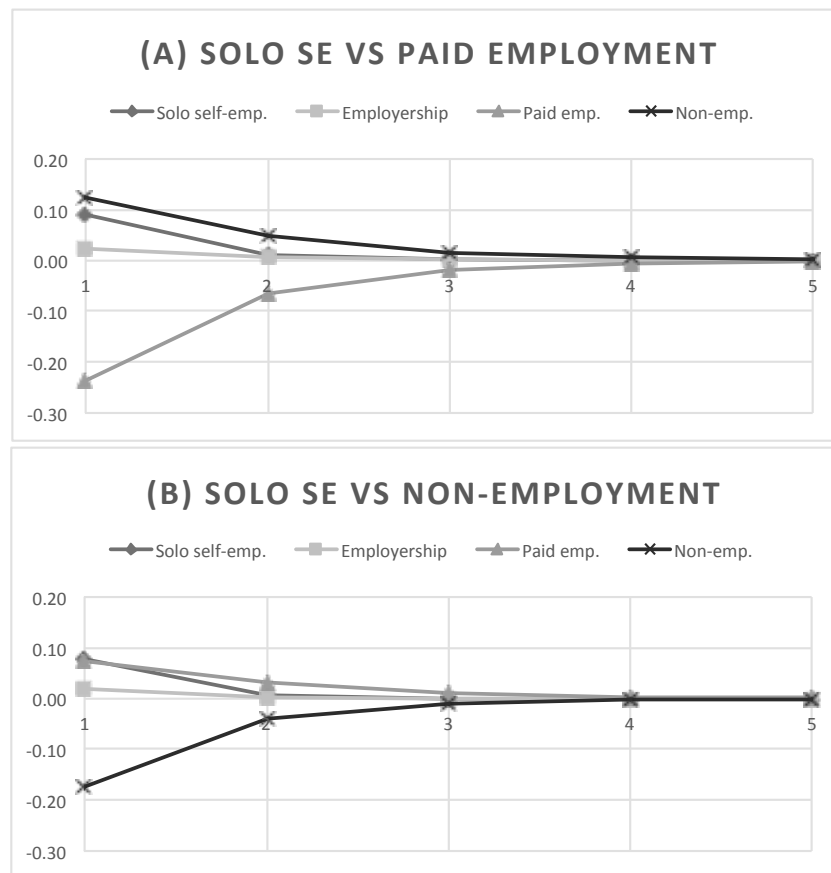 (A) SOLO SE VS PAID EMPLOYMENT
Solo self-emp. Employership Paid emp. Non-emp.
0.20
0.10
0.00
1 2 3 4 5
-0.10
-0.20
-0.30
(B) SOLO SE VS NON-EMPLOYMENT
Solo self-emp. Employership Paid emp. Non-emp.
0.20
0.10
0.00
1 2 3 4 5
-0.10
-0.20
-0.30